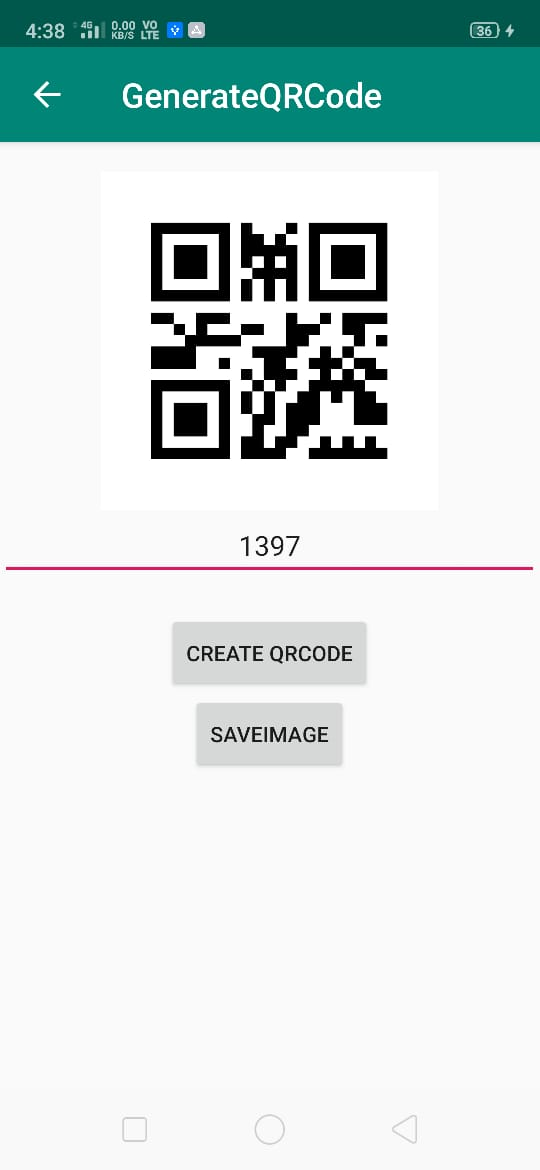 4:38 4G 0.00 KB/S VO LTE 36
GenerateQRCode
1397
CREATE QRCODE
SAVEIMAGE